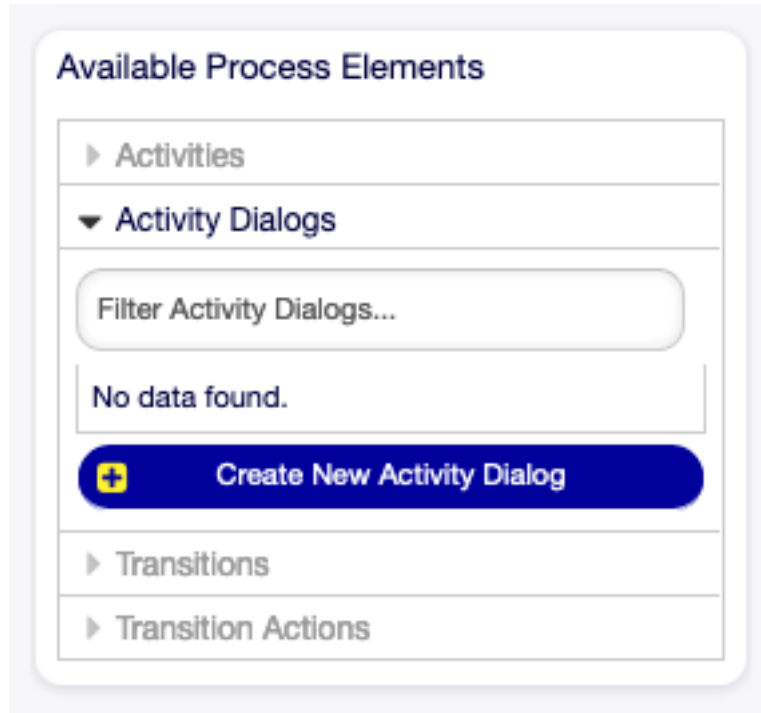 Available Process Elements
Activities
Activity Dialogs
Filter Activity Dialogs...
No data found.
Create New Activity Dialog
Transitions
Transition Actions